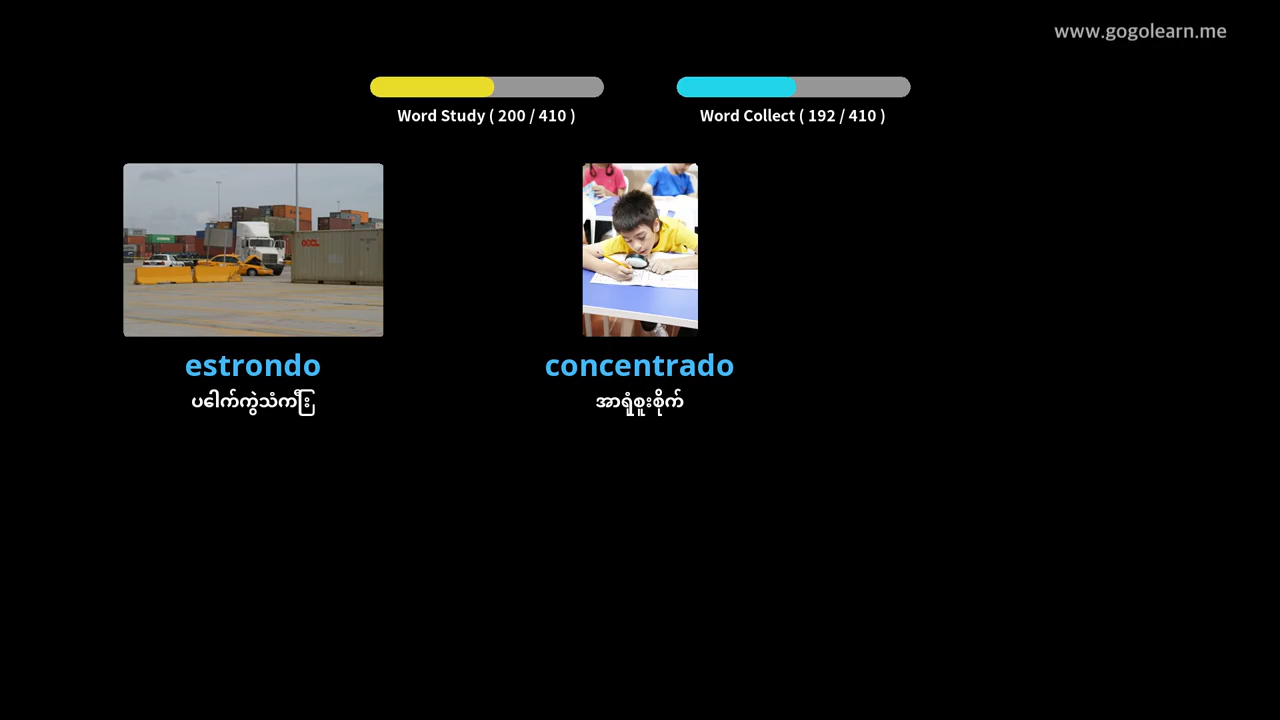 www.gogolearn.me
Word Study ( 200 / 410 )
Word Collect ( 192 / 410 )
OOCL
estrondo
concentrado
ပေါက်ကွဲသံကြီး
အာရုံစူးစိုက်